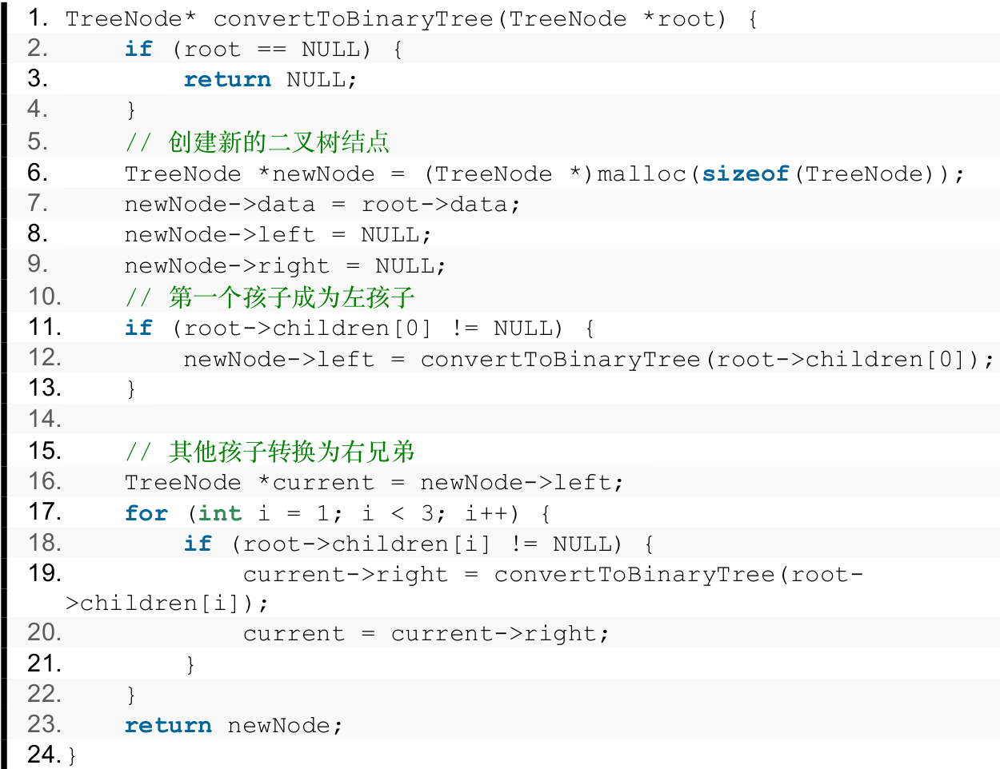 1. TreeNode* convertToBinaryTree(TreeNode *root) {
2.     if (root == NULL) {
3.         return NULL;
4.     }
5.     // 创建新的二叉树结点
6.     TreeNode *newNode = (TreeNode *)malloc(sizeof(TreeNode));
7.     newNode->data = root->data;
8.     newNode->left = NULL;
9.     newNode->right = NULL;
10.     // 第一个孩子成为左孩子
11.     if (root->children[0] != NULL) {
12.         newNode->left = convertToBinaryTree(root->children[0]);
13.     }
14.
15.     // 其他孩子转换为右兄弟
16.     TreeNode *current = newNode->left;
17.     for (int i = 1; i < 3; i++) {
18.         if (root->children[i] != NULL) {
19.             current->right = convertToBinaryTree(root-
>children[i]);
20.             current = current->right;
21.         }
22.     }
23.     return newNode;
24. }